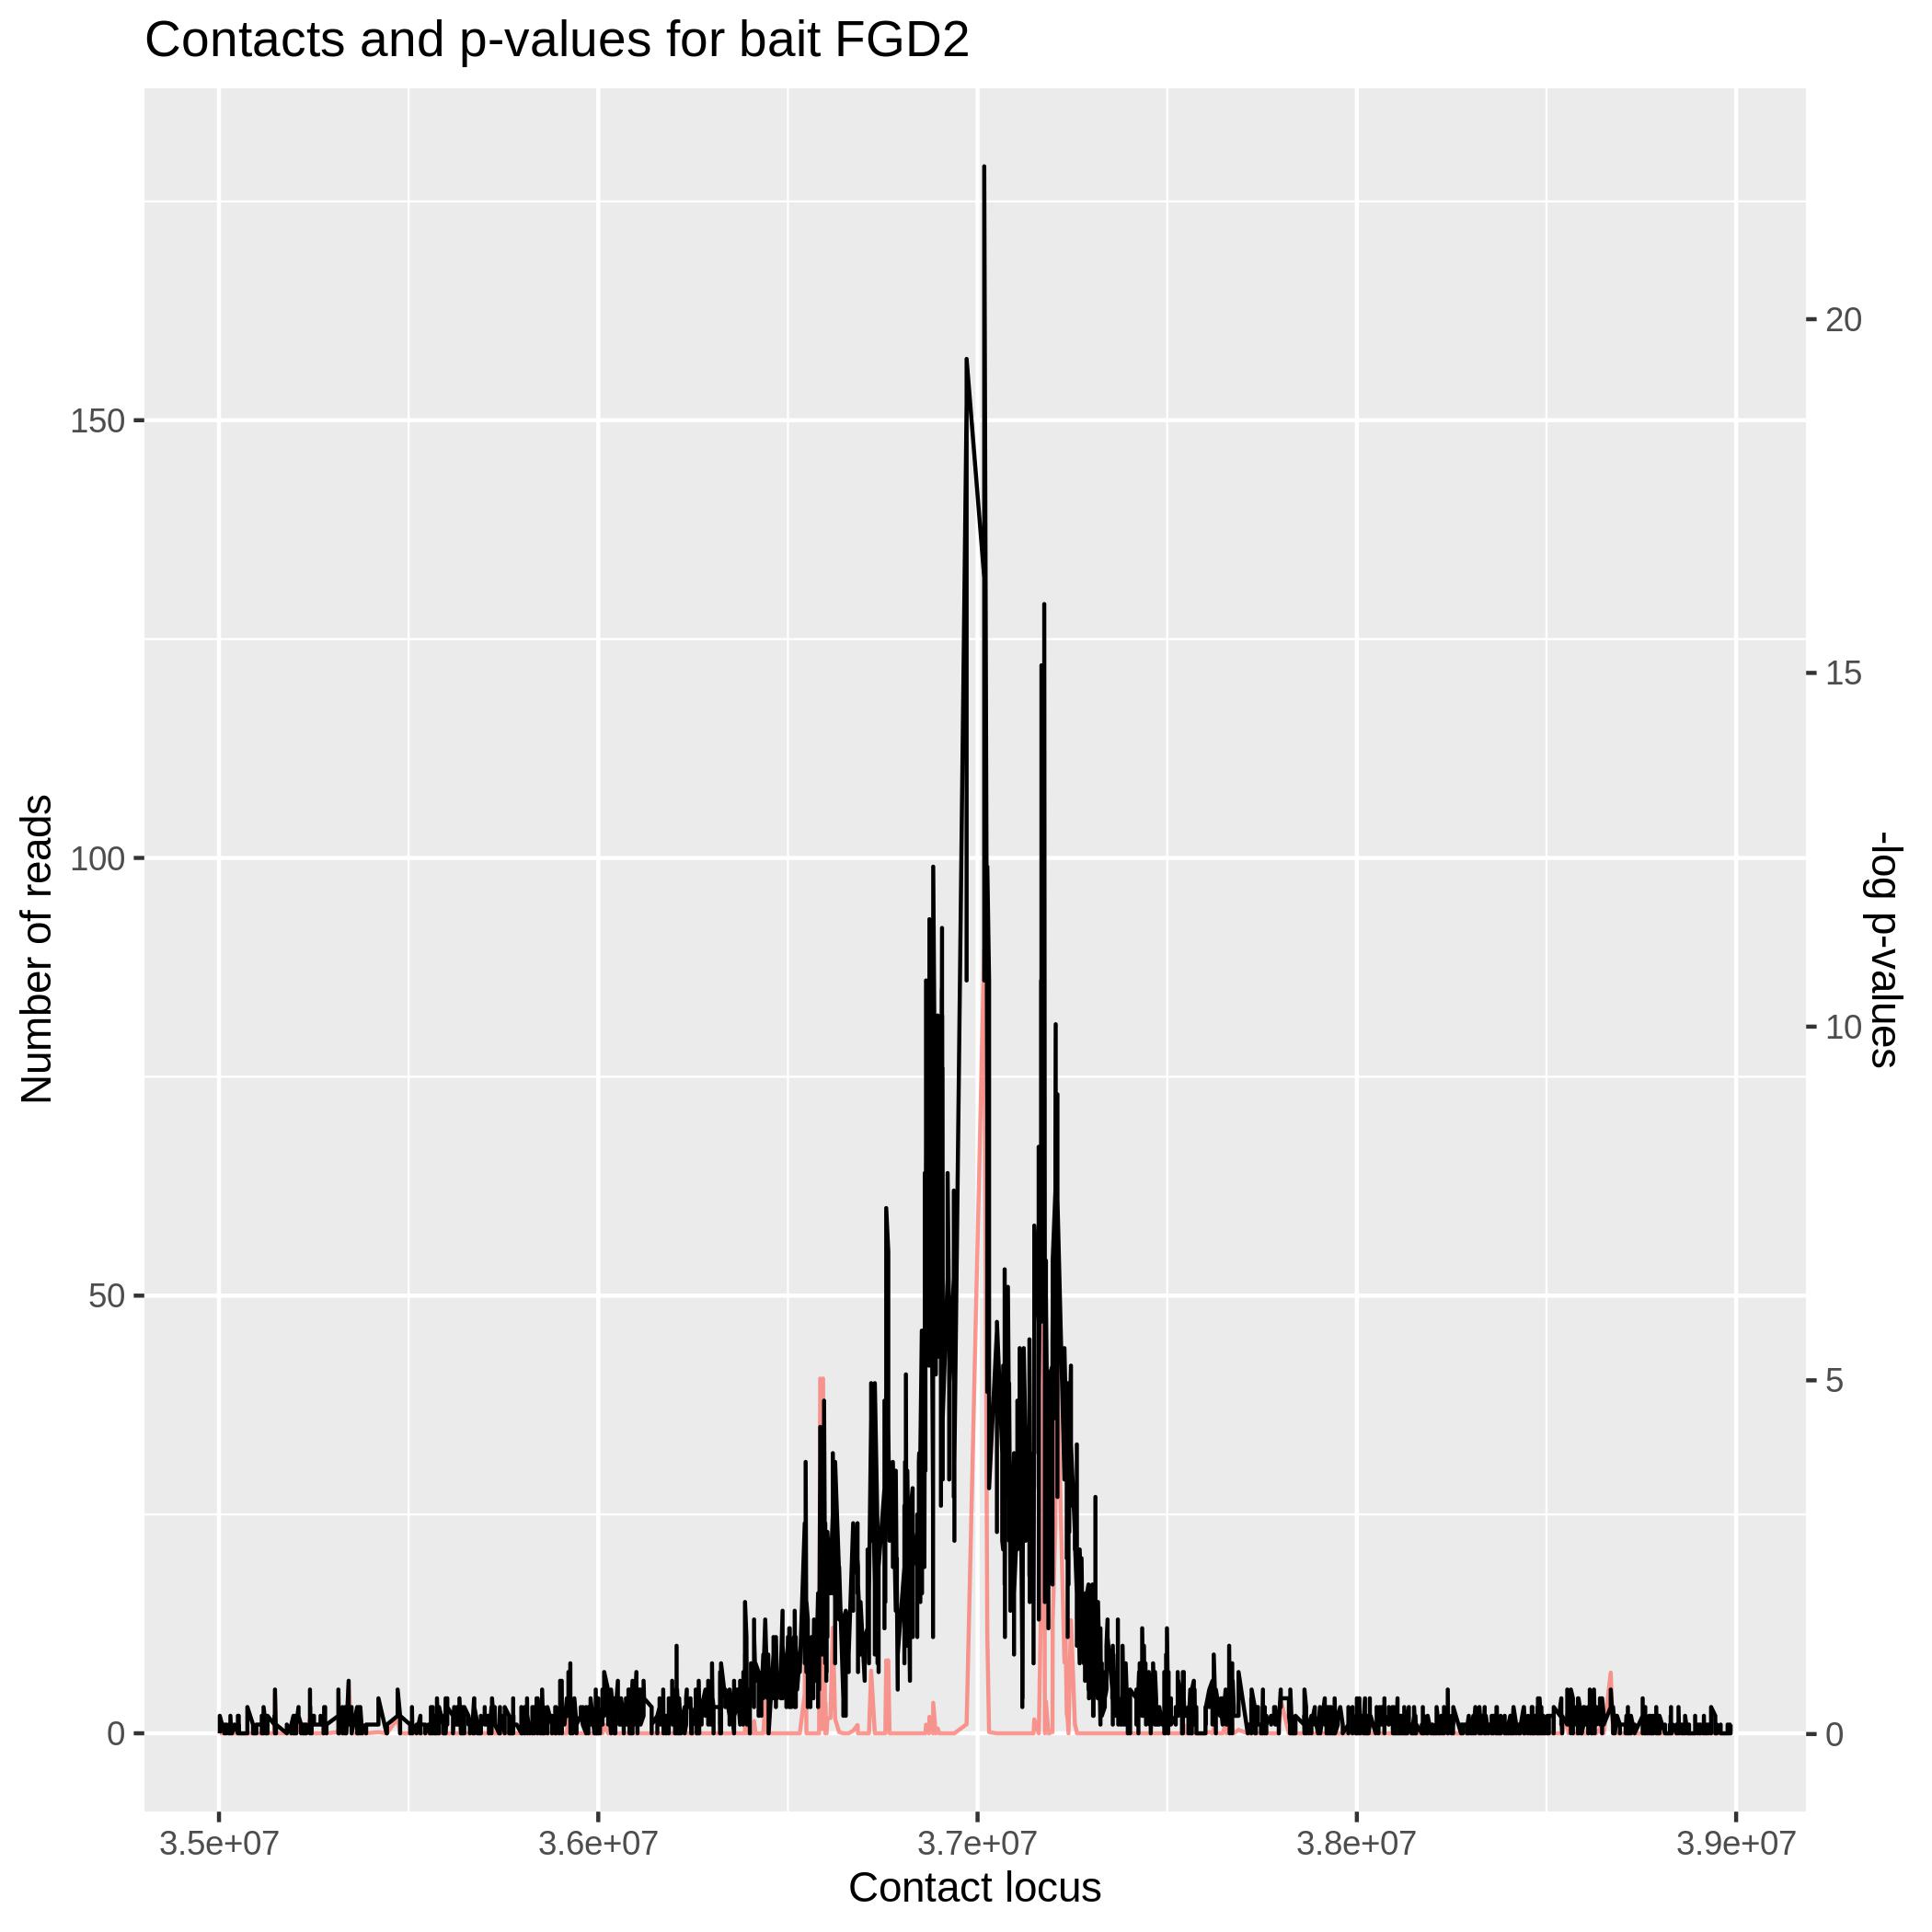 Contacts and p-values for bait FGD2
Number of reads
150
100
50
0
20
15
10
5
0
-log p-values
3.5e+07 3.6e+07 3.7e+07 3.8e+07 3.9e+07
Contact locus